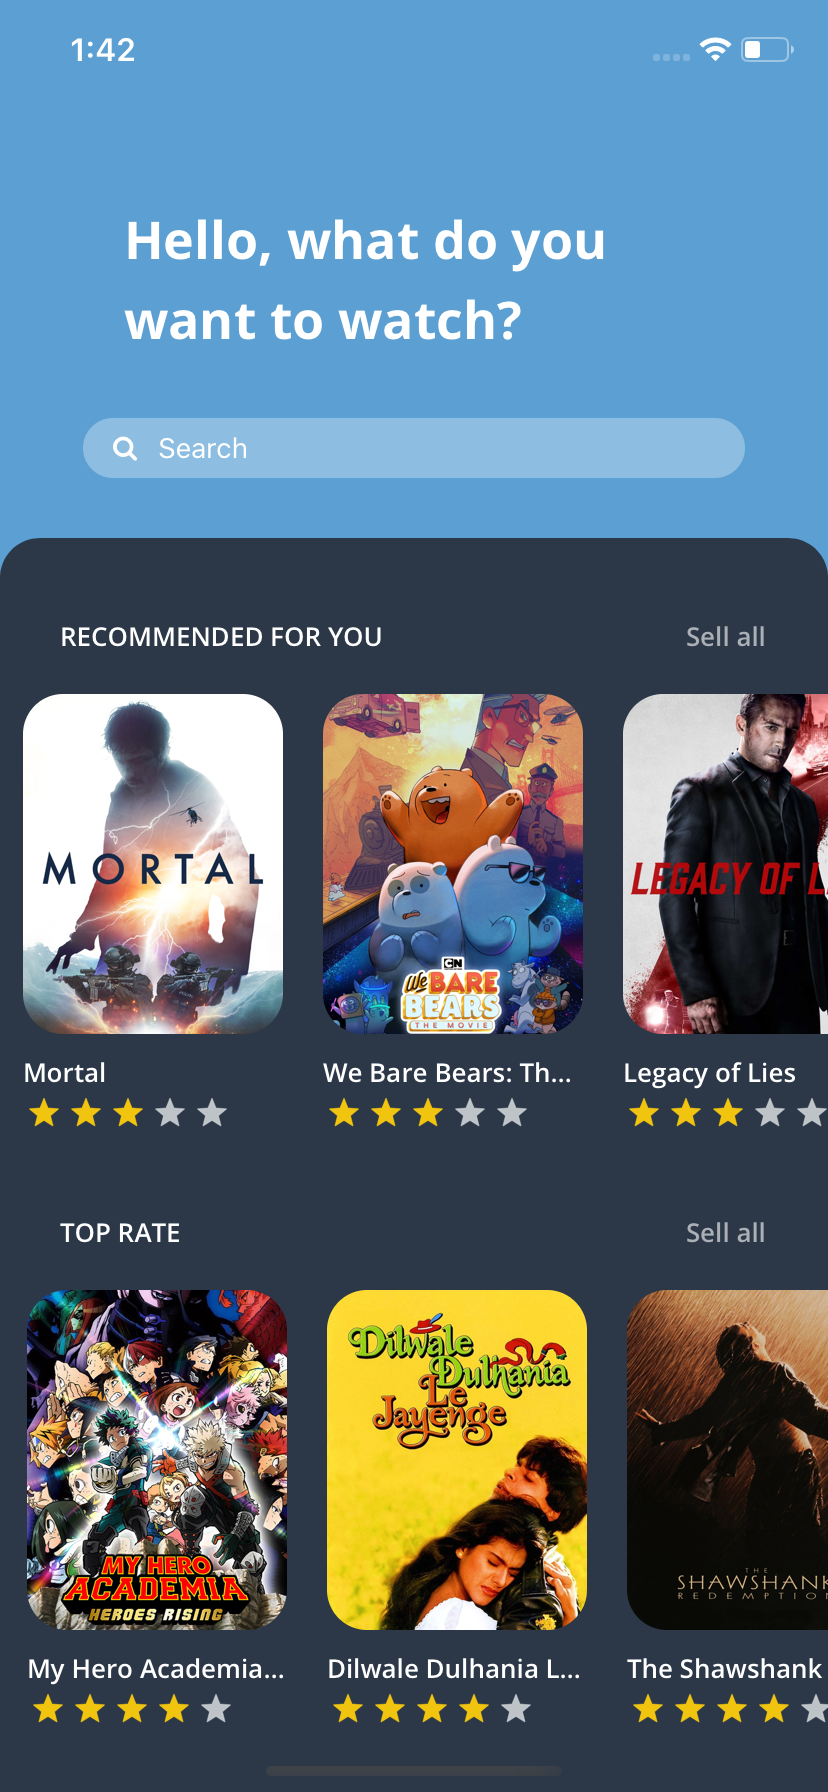 1:42
Hello, what do you
want to watch?
Search
RECOMMENDED FOR YOU
Sell all
MORTAL
CN
We BARE
BEARS
THE MOVIE
LEGACY OF L
Mortal
We Bare Bears: Th...
Legacy of Lies
TOP RATE
Sell all
MY HERO
ACADEMIA
HEROES RISING
Dilwale
Dulhania
Le
Jayenge
THE
SHAWSHANK
REDEMPTION
My Hero Academia...
Dilwale Dulhania L...
The Shawshank